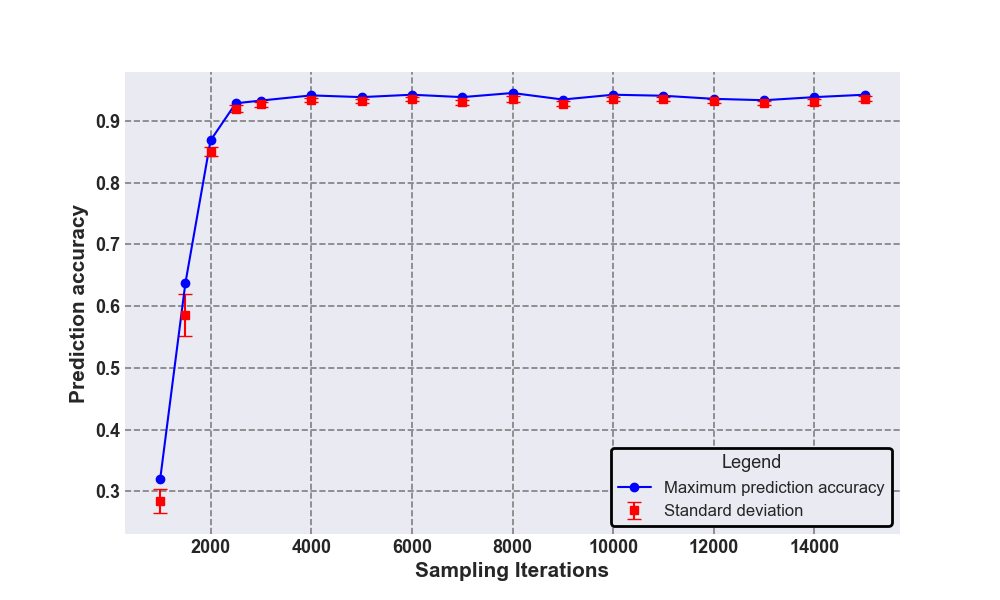 0.9
0.8
0.7
0.6
0.5
0.4
0.3
Prediction accuracy
Legend
Maximum prediction accuracy
Standard deviation
2000 4000 6000 8000 10000 12000 14000
Sampling Iterations